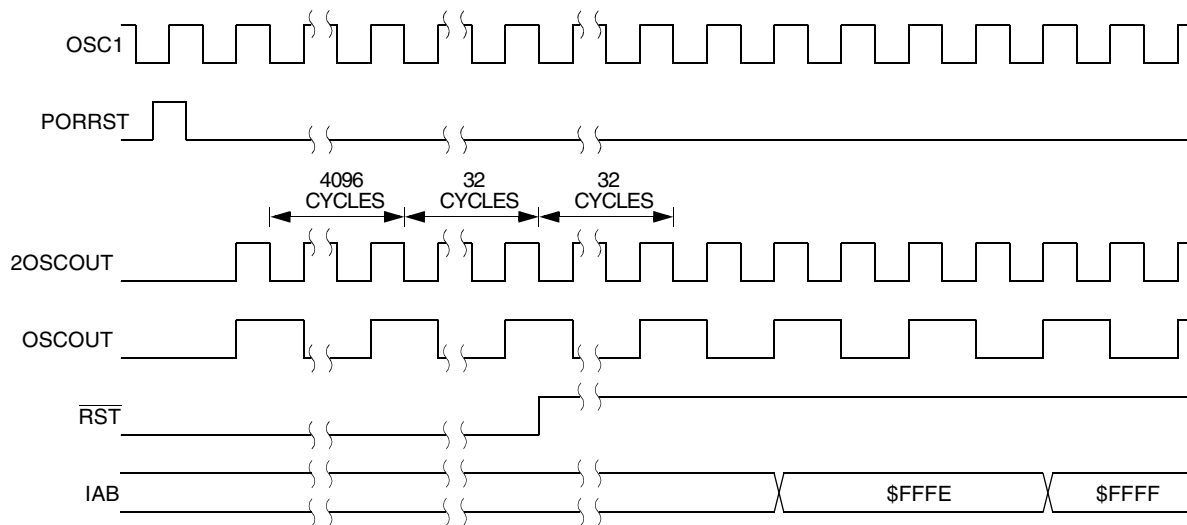 OSC1
PORRST
4096
CYCLES
32
CYCLES
32
CYCLES
2OSCOUT
OSCOUT
RST
IAB
$FFFE
$FFFF